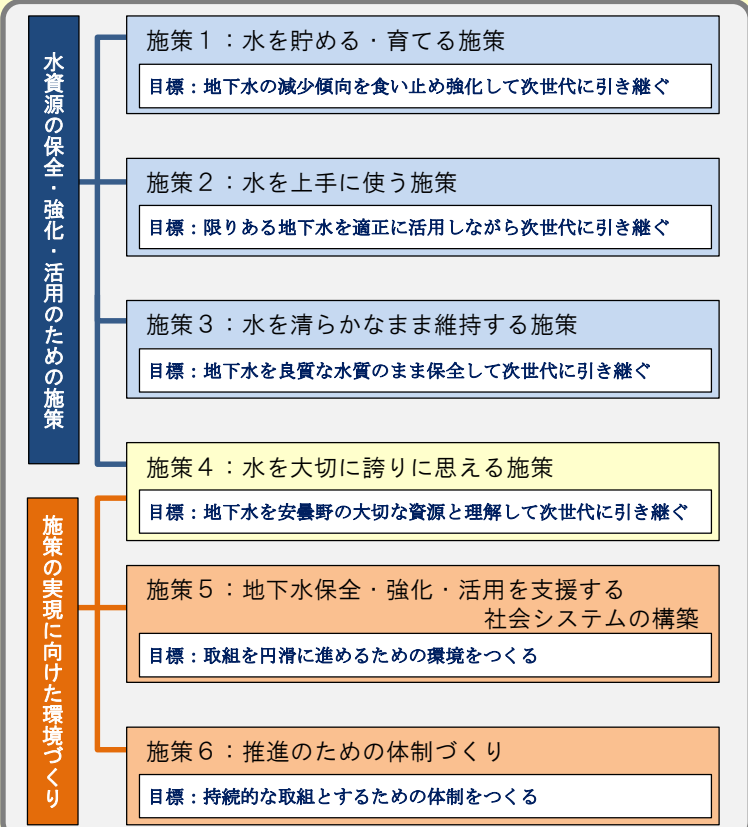 水資源の保全・強化・活用のための施策
施策１：水を貯める・育てる施策
目標：地下水の減少傾向を食い止め強化して次世代に引き継ぐ
施策２：水を上手に使う施策
目標：限りある地下水を適正に活用しながら次世代に引き継ぐ
施策３：水を清らかなまま維持する施策
目標：地下水を良質な水質のまま保全して次世代に引き継ぐ
施策４：水を大切に誇りに思える施策
目標：地下水を安曇野の大切な資源と理解して次世代に引き継ぐ
施策の実現に向けた環境づくり
施策５：地下水保全・強化・活用を支援する
社会システムの構築
目標：取組を円滑に進めるための環境をつくる
施策６：推進のための体制づくり
目標：持続的な取組とするための体制をつくる